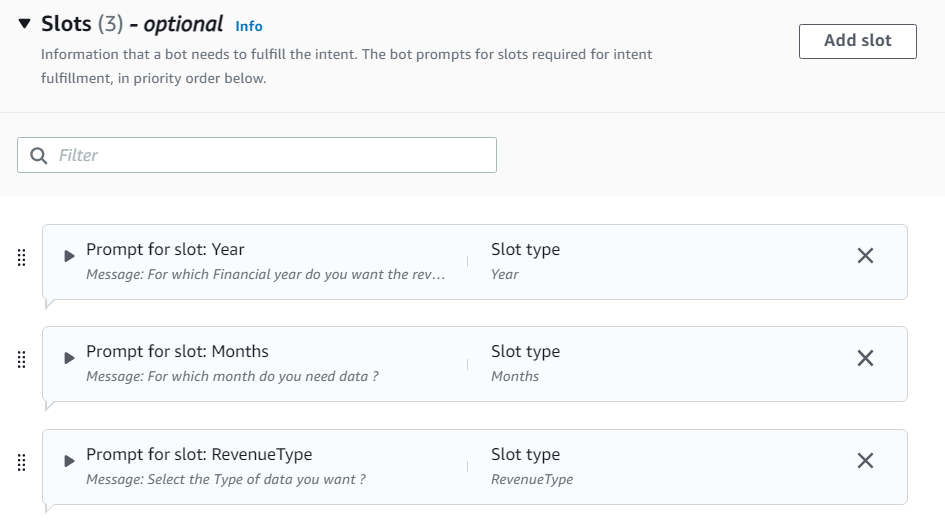 Slots (3) - optional Info
Add slot
Information that a bot needs to fulfill the intent. The bot prompts for slots required for intent
fulfillment, in priority order below.
Filter
Prompt for slot: Year
Slot type
Message: For which Financial year do you want the rev...
Year
Prompt for slot: Months
Slot type
Message: For which month do you need data ?
Months
Prompt for slot: RevenueType
Slot type
Message: Select the Type of data you want ?
RevenueType